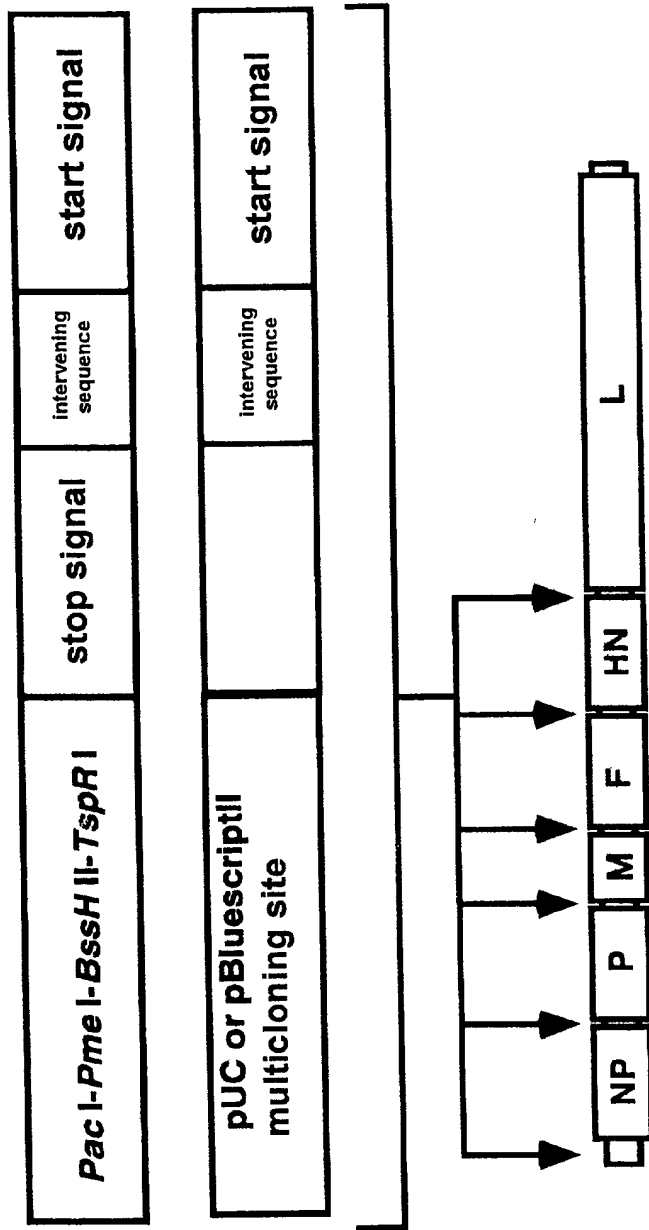 Pac I-Pme I-BssH II-TspR I
stop signal
intervening
sequence
start signal
pUC or pBluescriptII
multicloning site
intervening
sequence
start signal
NP
P
M
F
HN
L